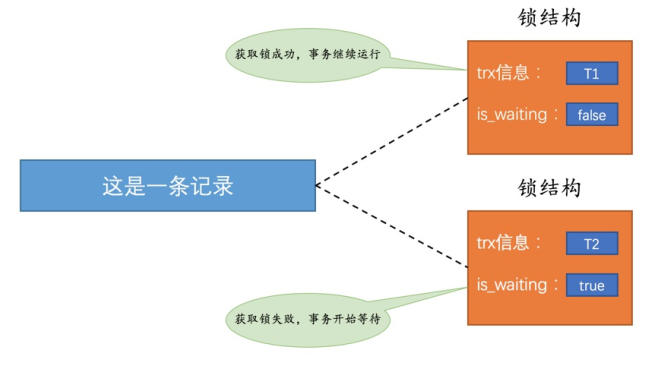 锁结构
获取锁成功，事务继续运行
trx信息： T1
is_waiting： false
这是一条记录
锁结构
trx信息： T2
is_waiting： true
获取锁失败，事务开始等待